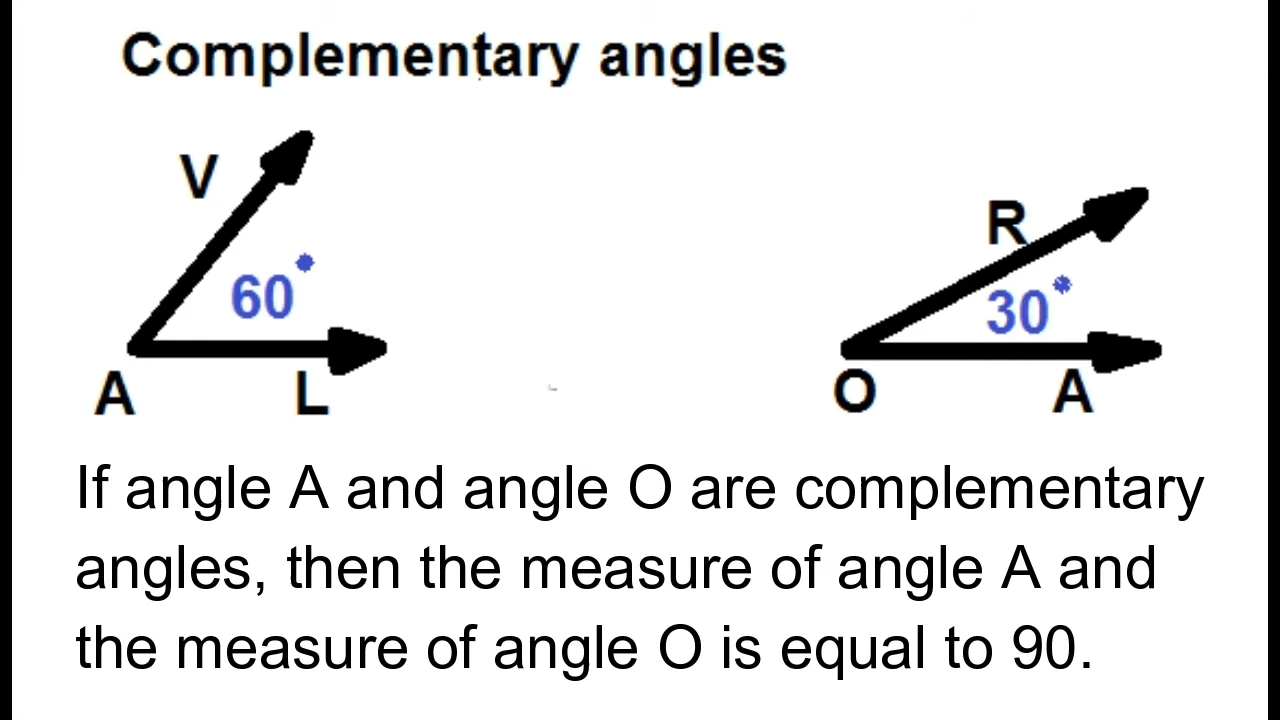 Complementary angles
V
R
60°
30°
A L
O A
If angle A and angle O are complementary
angles, then the measure of angle A and
the measure of angle O is equal to 90.